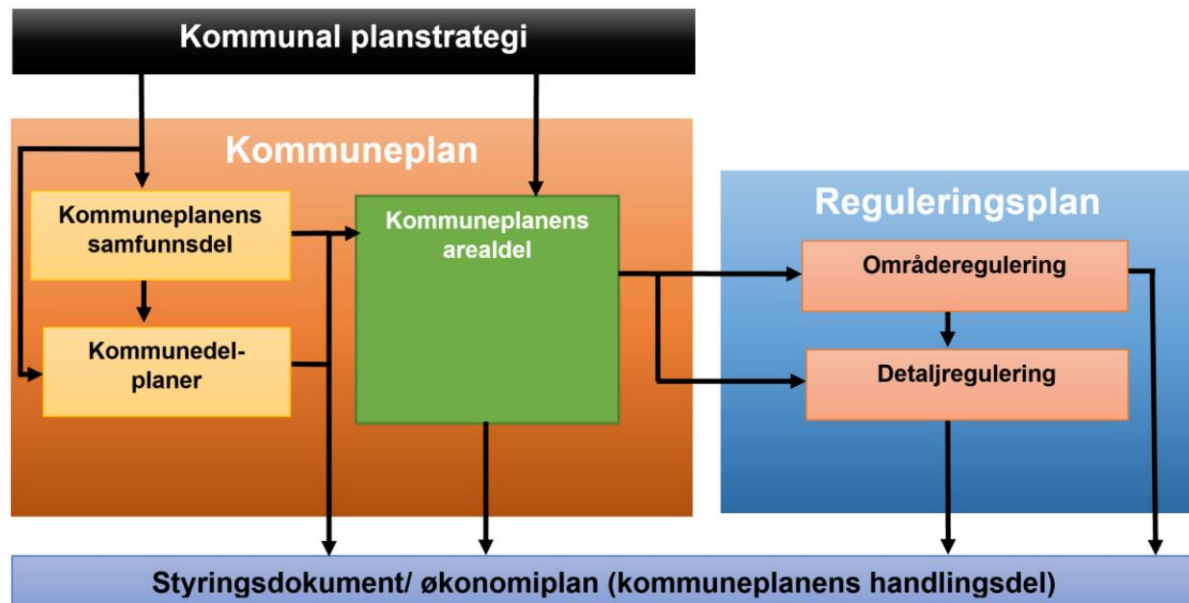 Kommunal planstrategi
Kommuneplan
Kommuneplanens
samfunnsdel
Kommunedel-
planer
Kommuneplanens
arealdel
Reguleringsplan
Områderegulering
Detaljregulering
Styringsdokument/ økonomiplan (kommuneplanens handlingsdel)